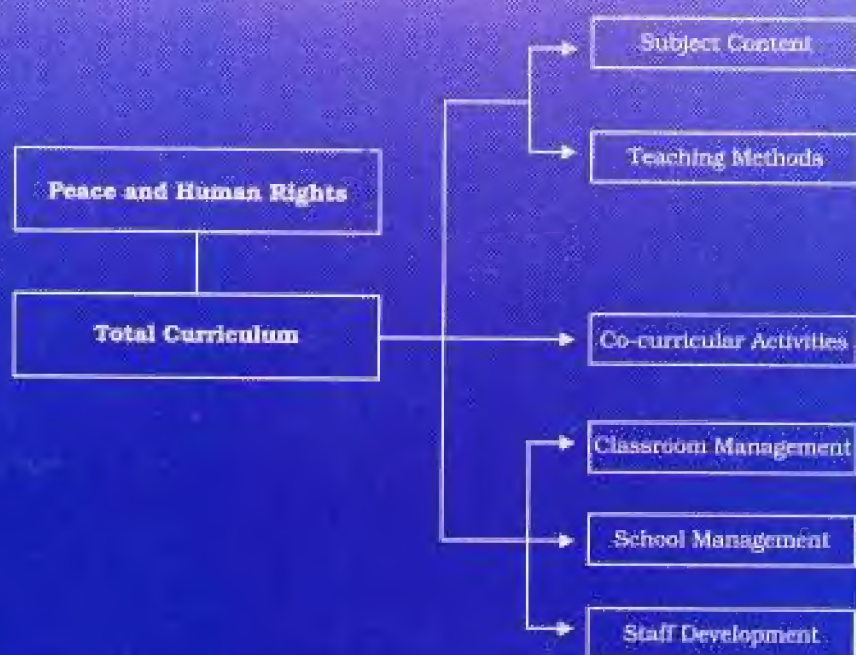 Peace and Human Rights
Total Curriculum
Subject Content
Teaching Methods
Co-curricular Activities
Classroom Management
School Management
Staff Development